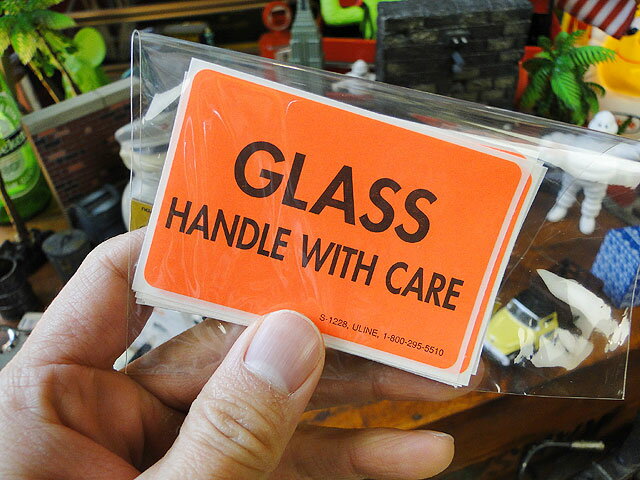 GLASS
HANDLE WITH CARE
S-1228, ULINE, 1-800-295-5510